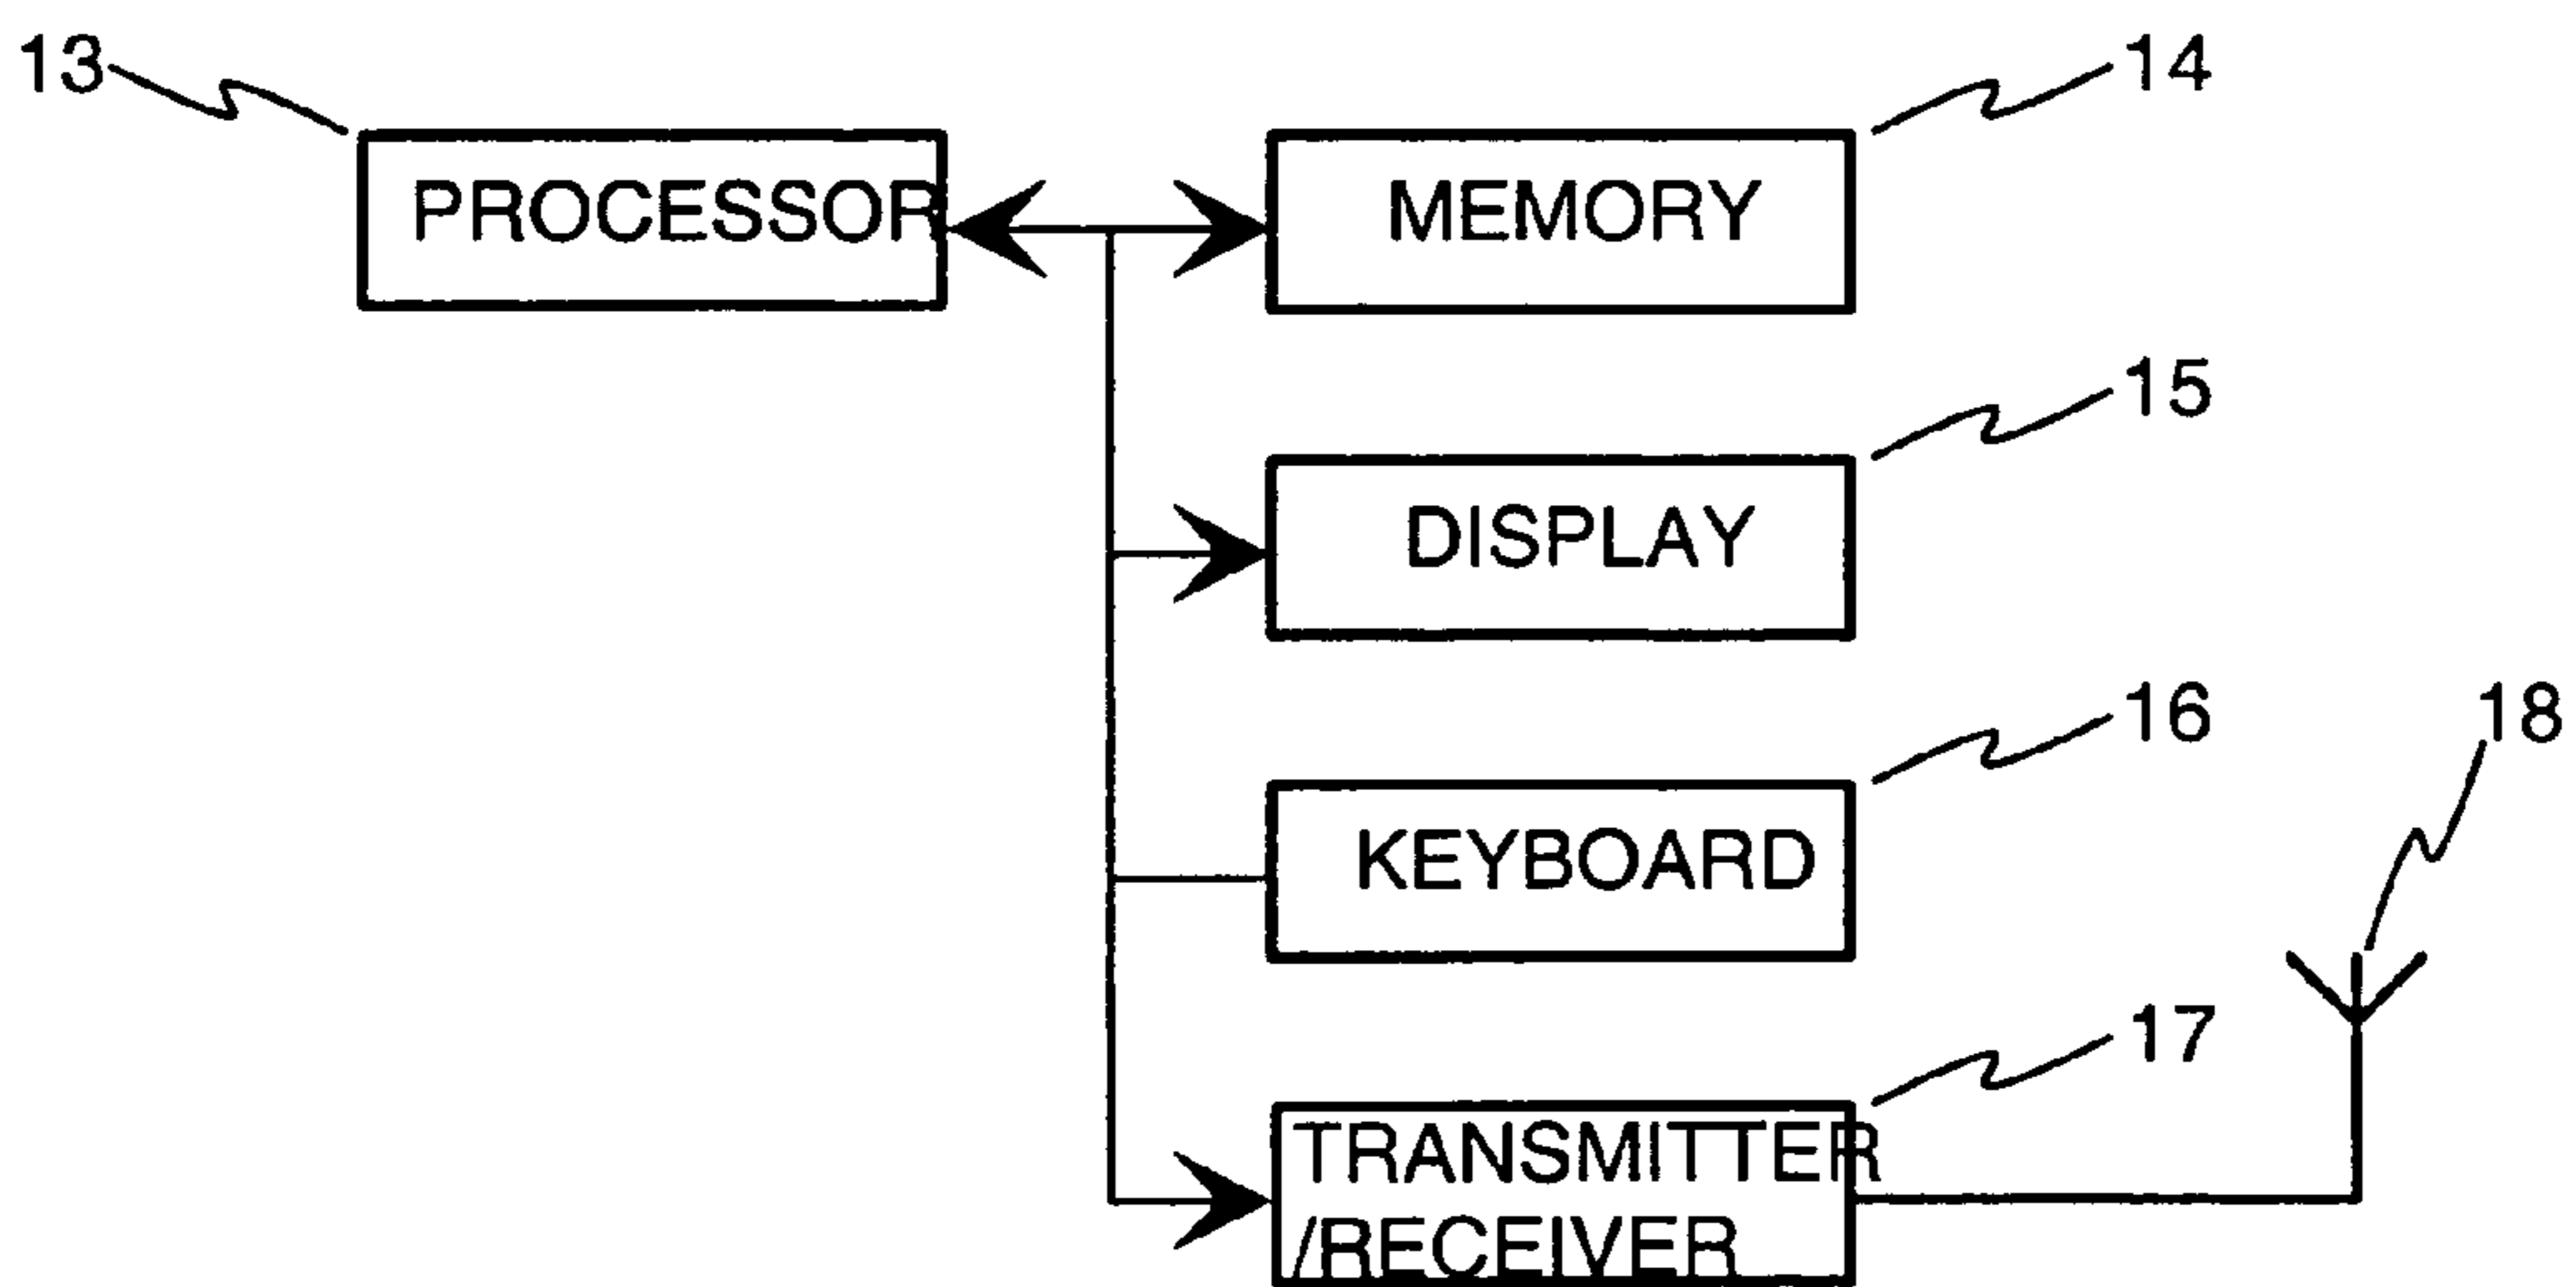 13
14
PROCESSOR
MEMORY
15
DISPLAY
16
18
KEYBOARD
17
TRANSMITTER
/RECEIVER